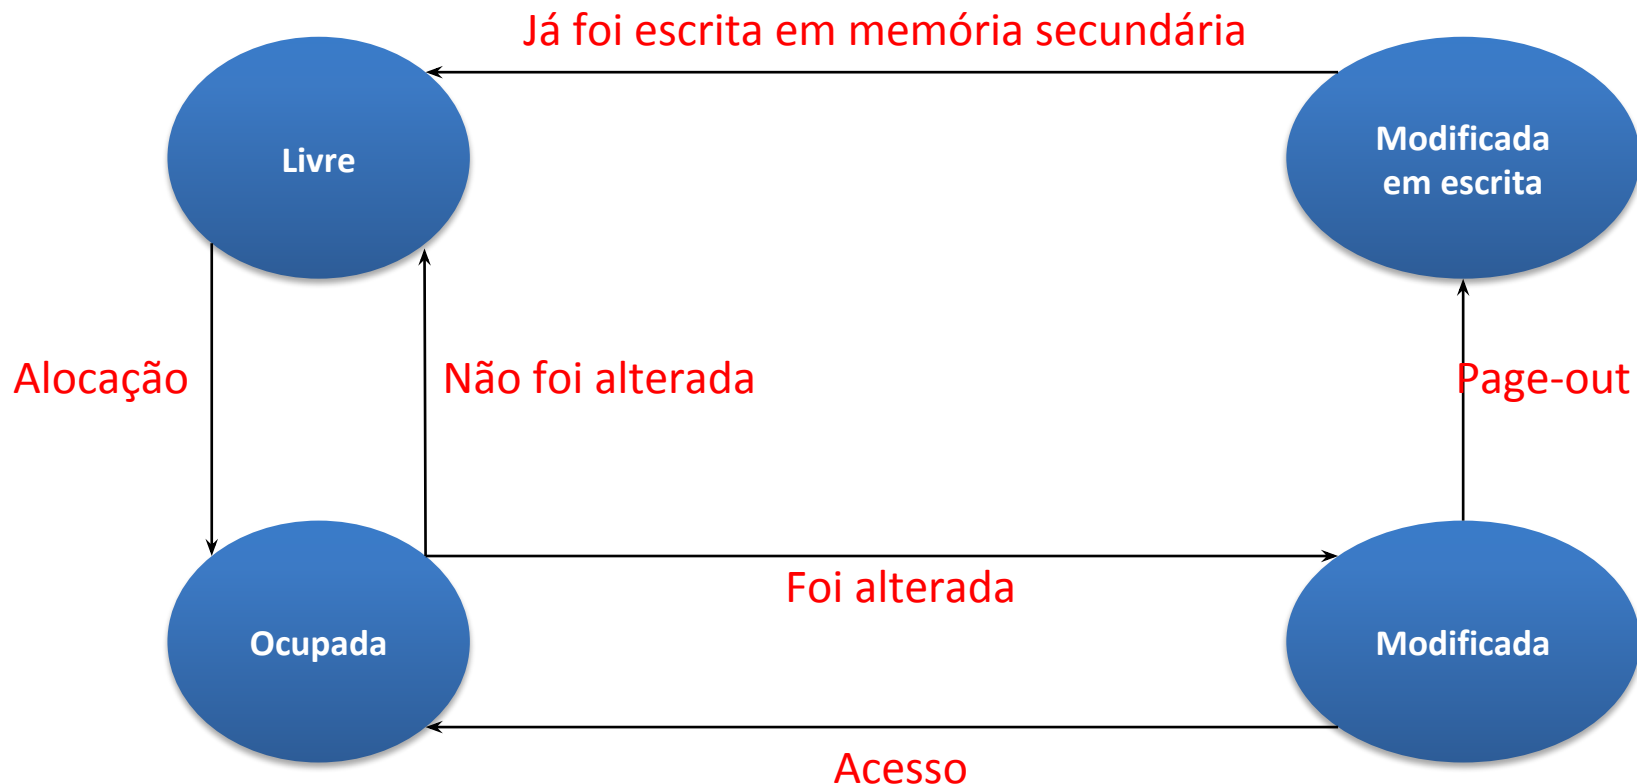 Já foi escrita em memória secundária
Livre
Modificada
em escrita
Alocação
Não foi alterada
Page-out
Foi alterada
Ocupada
Modificada
Acesso